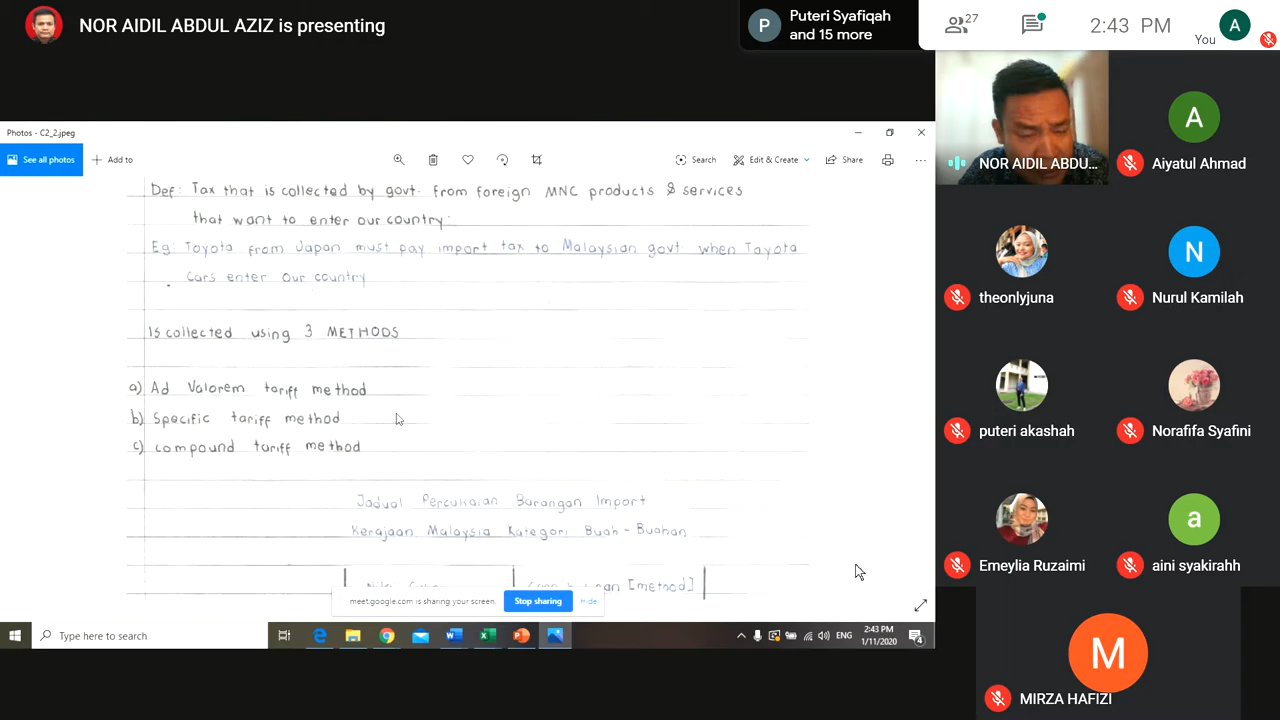 NOR AIDIL ABDUL AZIZ is presenting
P
Puteri Syafiqah
and 15 more
27
2:43 PM
You
A
Photos - C2_2.jpeg
See all photos
Add to
Search
Edit & Create
Share
Def: Tax that is collected by govt. from foreign MNC products & services
that want to enter our country.
Eg: Toyota from Japan must pay import tax to Malaysian govt when Tayota
Cars enter our country
Is collected using 3 METHODS
a) Ad Valorem tariff method
b) Specific tariff method
c) compound tariff method
Jadual Percukaian Barangan Import
Kerajaan Malaysia Kategori Buah-Buahan
[method]
meet.google.com is sharing your screen.
Stop sharing
Hide
Type here to search
ENG
2:43 PM
1/11/2020
4
NOR AIDIL ABDU...
A
Aiyatul Ahmad
theonlyjuna
N
Nurul Kamilah
puteri akashah
Norafifa Syafini
Emeylia Ruzaimi
a
aini syakirahh
M
MIRZA HAFIZI